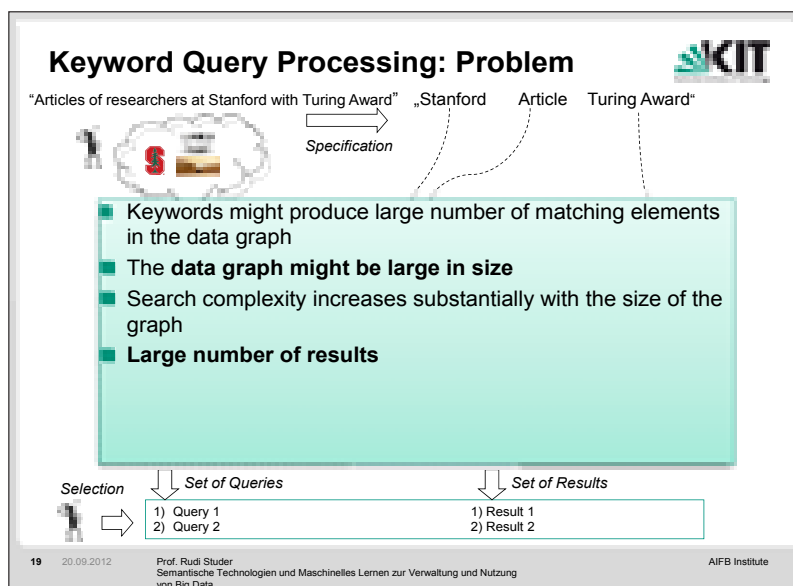 Keyword Query Processing: Problem
KIT
“Articles of researchers at Stanford with Turing Award” „Stanford Article Turing Award“
Specification
Keywords might produce large number of matching elements
in the data graph
The data graph might be large in size
Search complexity increases substantially with the size of the
graph
Large number of results
Selection Set of Queries Set of Results
1) Query 1 1) Result 1
2) Query 2 2) Result 2
19 20.09.2012 Prof. Rudi Studer AIFB Institute
Semantische Technologien und Maschinelles Lernen zur Verwaltung und Nutzung
von Big Data